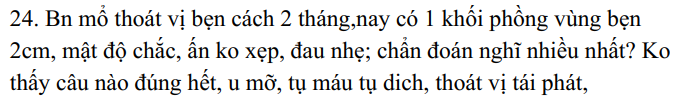 24. Bn mổ thoát vị bẹn cách 2 tháng,nay có 1 khối phồng vùng bẹn
2cm, mật độ chắc, ấn ko xẹp, đau nhẹ; chẩn đoán nghĩ nhiều nhất? Ko
thấy câu nào đúng hết, u mỡ, tụ máu tụ dich, thoát vị tái phát,